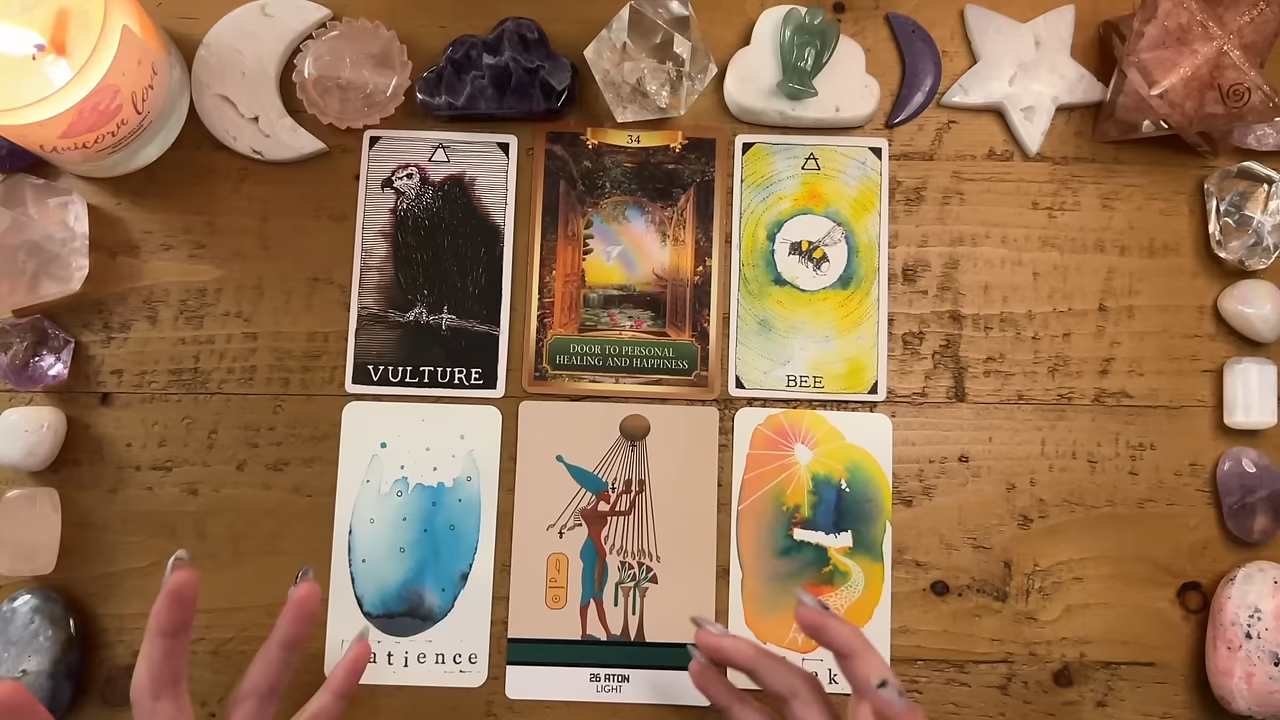 Unicorn love
34
VULTURE
DOOR TO PERSONAL
HEALING AND HAPPINESS
BEE
atience
26 ATON
LIGHT